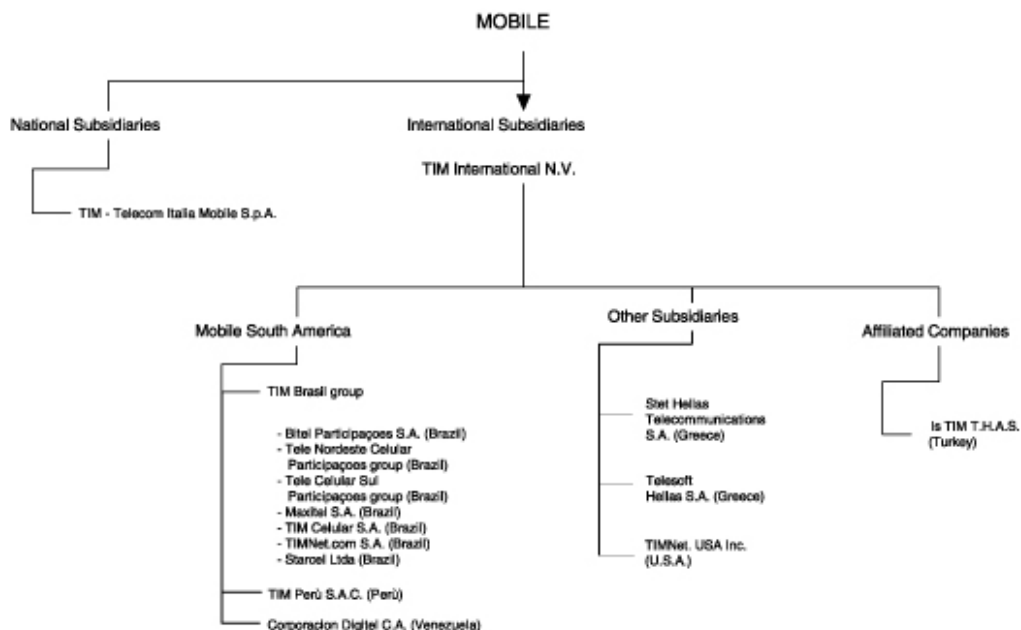 MOBILE
National Subsidiaries
International Subsidiaries
TIM International N.V.
TIM - Telecom Italia Mobile S.p.A.
Mobile South America
Other Subsidiaries
Affiliated Companies
TIM Brasil group
- Bitel Participaçoes S.A. (Brazil)
- Tele Nordeste Celular
Participaçoes group (Brazil)
- Tele Celular Sul
Participaçoes group (Brazil)
- Maxitel S.A. (Brazil)
- TIM Celular S.A. (Brazil)
- TIMNet.com S.A. (Brazil)
- Starcel Ltda (Brazil)
TIM Perù S.A.C. (Perù)
Corporacion Digitel C.A. (Venezuela)
Stet Hellas
Telecommunications
S.A. (Greece)
Telesoft
Hellas S.A. (Greece)
TIMNet. USA Inc.
(U.S.A.)
Is TIM T.H.A.S.
(Turkey)